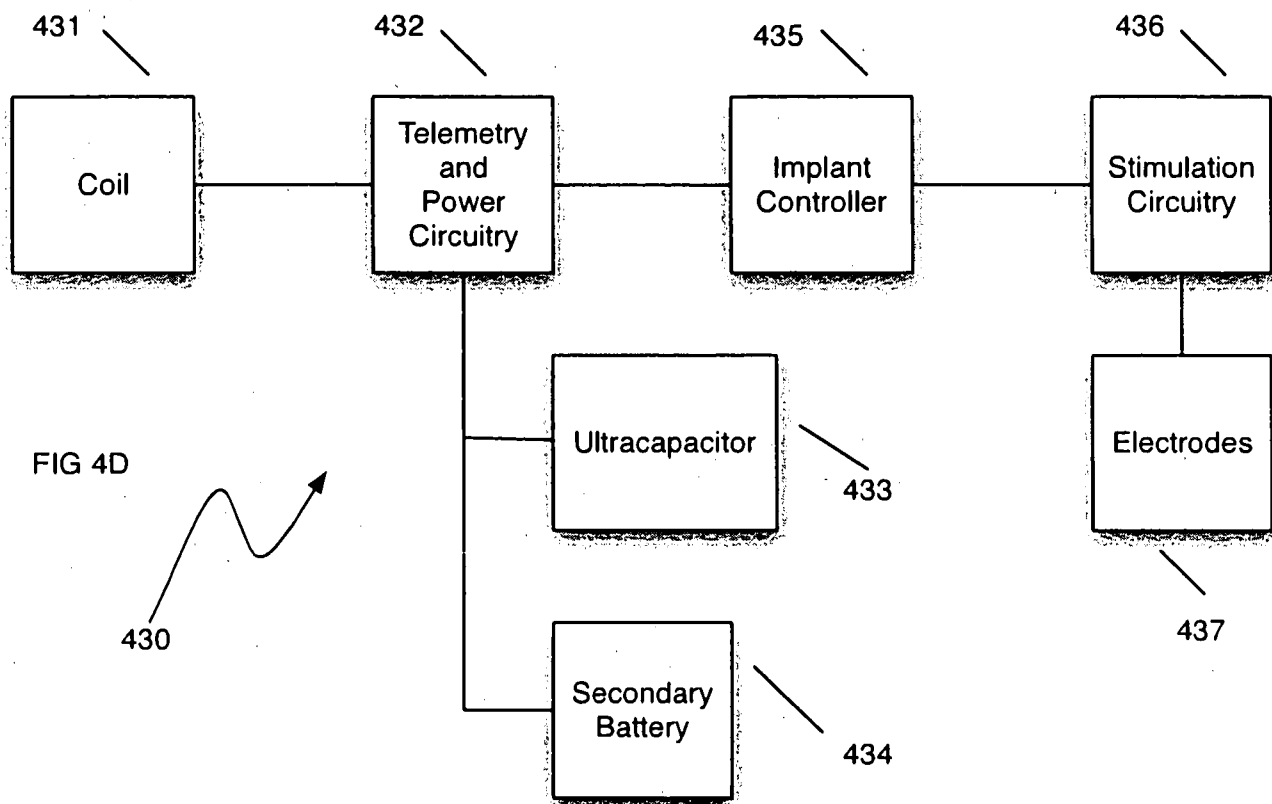 431
432
435
436
Coil
Telemetry
and
Power
Circuitry
Implant
Controller
Stimulation
Circuitry
Ultracapacitor
433
Electrodes
437
FIG 4D
430
Secondary
Battery
434